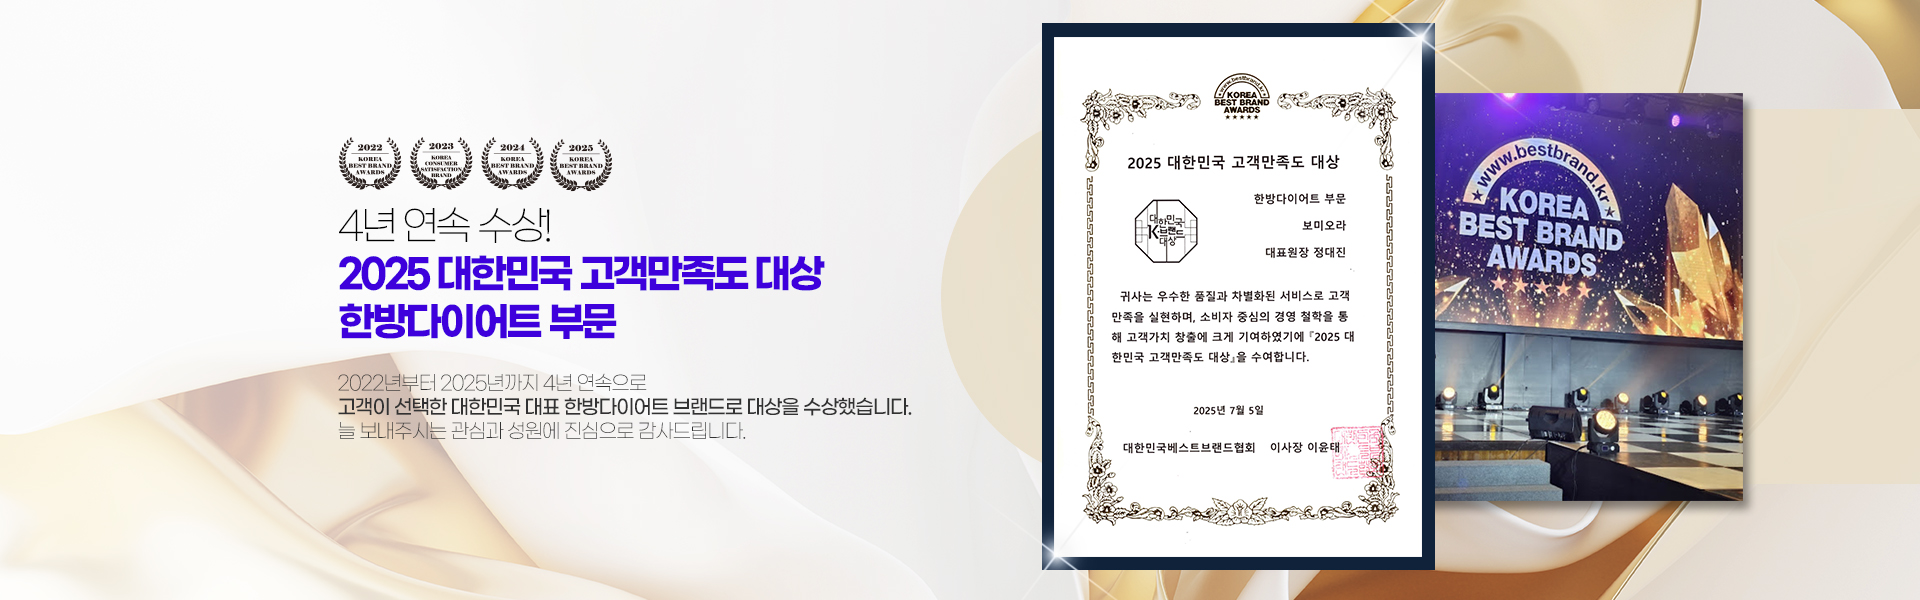 2022
KOREA
BEST BRAND
AWARDS
2023
KOREA
CONSUMER
SATISFACTION
BRAND
2024
KOREA
BEST BRAND
AWARDS
2025
KOREA
BEST BRAND
AWARDS
4년 연속 수상!
2025 대한민국 고객만족도 대상
한방다이어트 부문
2022년부터 2025년까지 4년 연속으로
고객이 선택한 대한민국 대표 한방다이어트 브랜드로 대상을 수상했습니다.
늘 보내주시는 관심과 성원에 진심으로 감사드립니다.
www.bestbrand.kr
KOREA
BEST BRAND
AWARDS
2025 대한민국 고객만족도 대상
대한민국
K브랜드
대상
한방다이어트 부문
보미오라
대표원장 정대진
귀사는 우수한 품질과 차별화된 서비스로 고객
만족을 실현하며, 소비자 중심의 경영 철학을 통
해 고객가치 창출에 크게 기여하였기에 『2025 대
한민국 고객만족도 대상』을 수여합니다.
2025년 7월 5일
대한민국베스트브랜드협회 이사장 이윤태
www.bestbrand.kr
KOREA
BEST BRAND
AWARDS